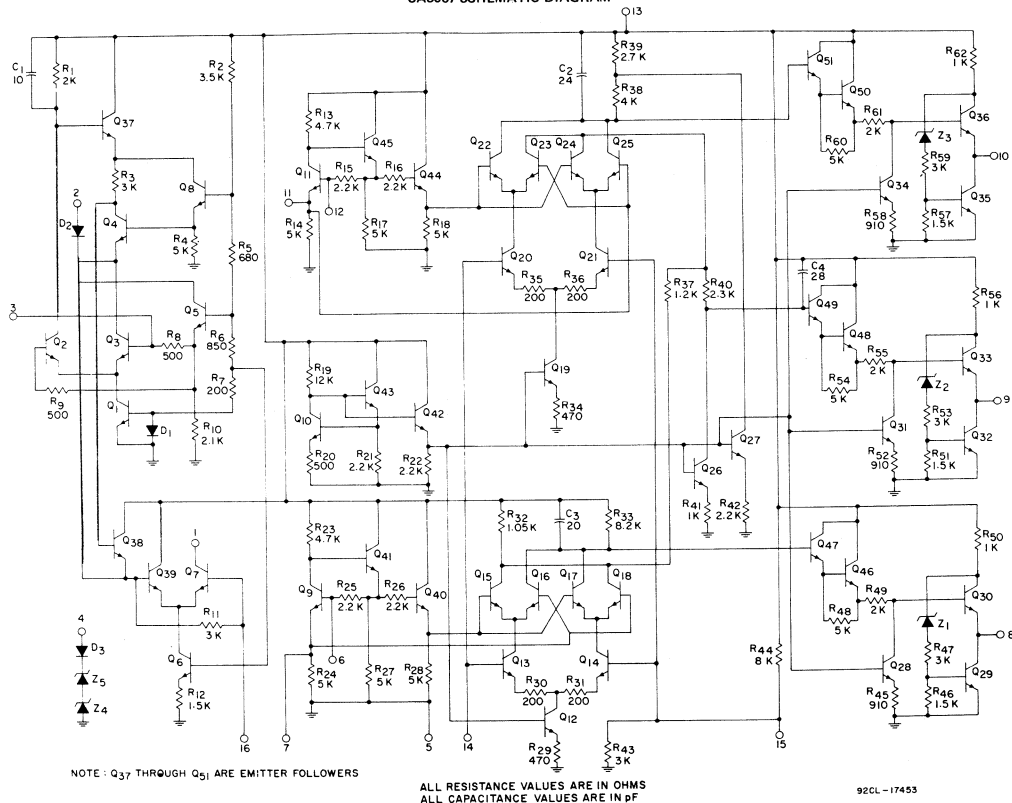 CA3067 SCHEMATIC DIAGRAM
13
C1 10
R1 2K
R2 3.5K
Q37
R3 3K
Q8
2
D2
Q4
R4 5K
R5 680
3
Q2
Q3
R8 500
Q5
R6 850
R7 200
R9 500
Q1
D1
R10 2.1K
R13 4.7K
Q45
Q11
R15 2.2K
R16 2.2K
Q44
11
12
R14 5K
R17 5K
R18 5K
C2 24
R39 2.7K
R38 4K
Q22
Q23
Q24
Q25
Q20
Q21
R35 200
R36 200
R37 1.2K
R40 2.3K
R19 12K
Q43
Q10
Q42
R20 500
R21 2.2K
R22 2.2K
Q19
R34 470
Q26
Q27
R41 1K
R42 2.2K
Q51
Q50
R61 2K
R60 5K
R62 1K
Q36
Z3
R59 3K
10
Q34
Q35
R58 910
R57 1.5K
C4 28
Q49
Q48
R56 1K
R55 2K
Q33
R54 5K
Z2
R53 3K
9
Q31
Q32
R52 910
R51 1.5K
Q38
1
Q39
Q7
R11 3K
4
D3
Z5
Z4
Q6
R12 1.5K
16
R23 4.7K
Q41
Q9
R25 2.2K
R26 2.2K
Q40
6
R24 5K
R27 5K
R28 5K
7
5
R32 1.05K
C3 20
R33 8.2K
Q15
Q16
Q17
Q18
Q13
Q14
R30 200
R31 200
14
Q12
R29 470
R43 3K
R44 8K
15
Q47
Q46
R50 1K
R49 2K
Q30
R48 5K
Z1
R47 3K
8
Q28
Q29
R45 910
R46 1.5K
NOTE : Q37 THROUGH Q51 ARE EMITTER FOLLOWERS
ALL RESISTANCE VALUES ARE IN OHMS
ALL CAPACITANCE VALUES ARE IN pF
92CL-17453